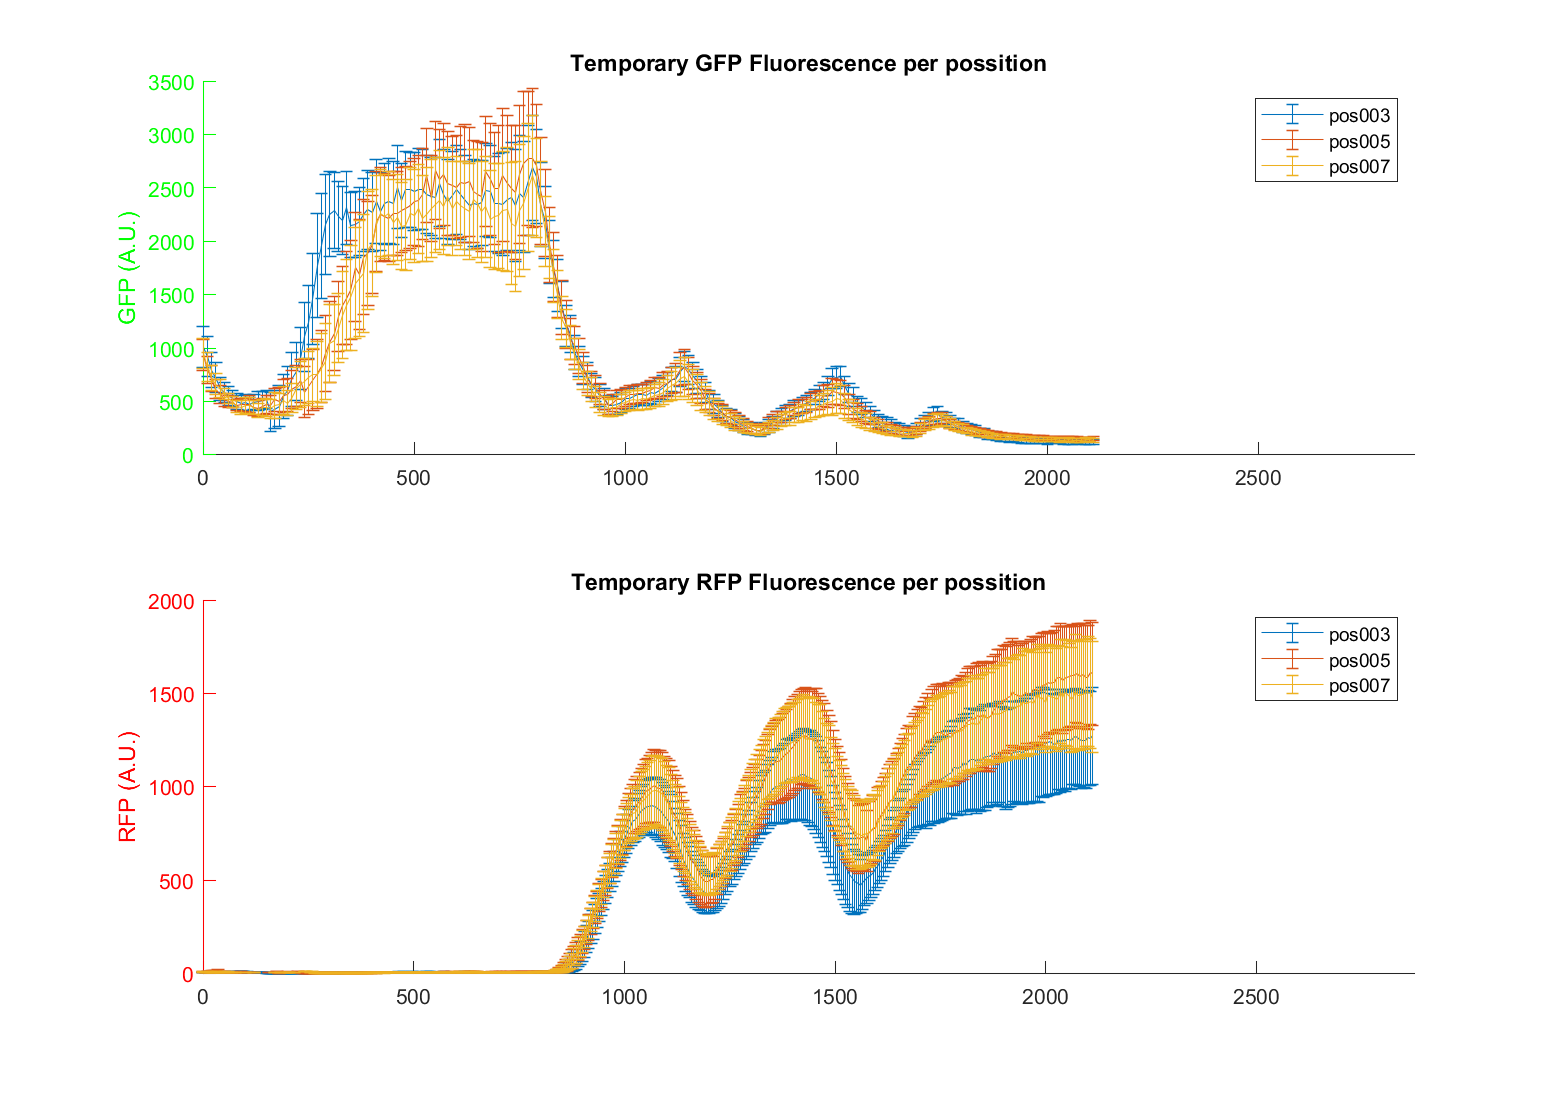 Temporary GFP Fluorescence per possition
3500
3000
2500
2000
1500
1000
500
0
GFP (A.U.)
0 500 1000 1500 2000 2500
pos003
pos005
pos007
Temporary RFP Fluorescence per possition
2000
1500
1000
500
0
RFP (A.U.)
0 500 1000 1500 2000 2500
pos003
pos005
pos007